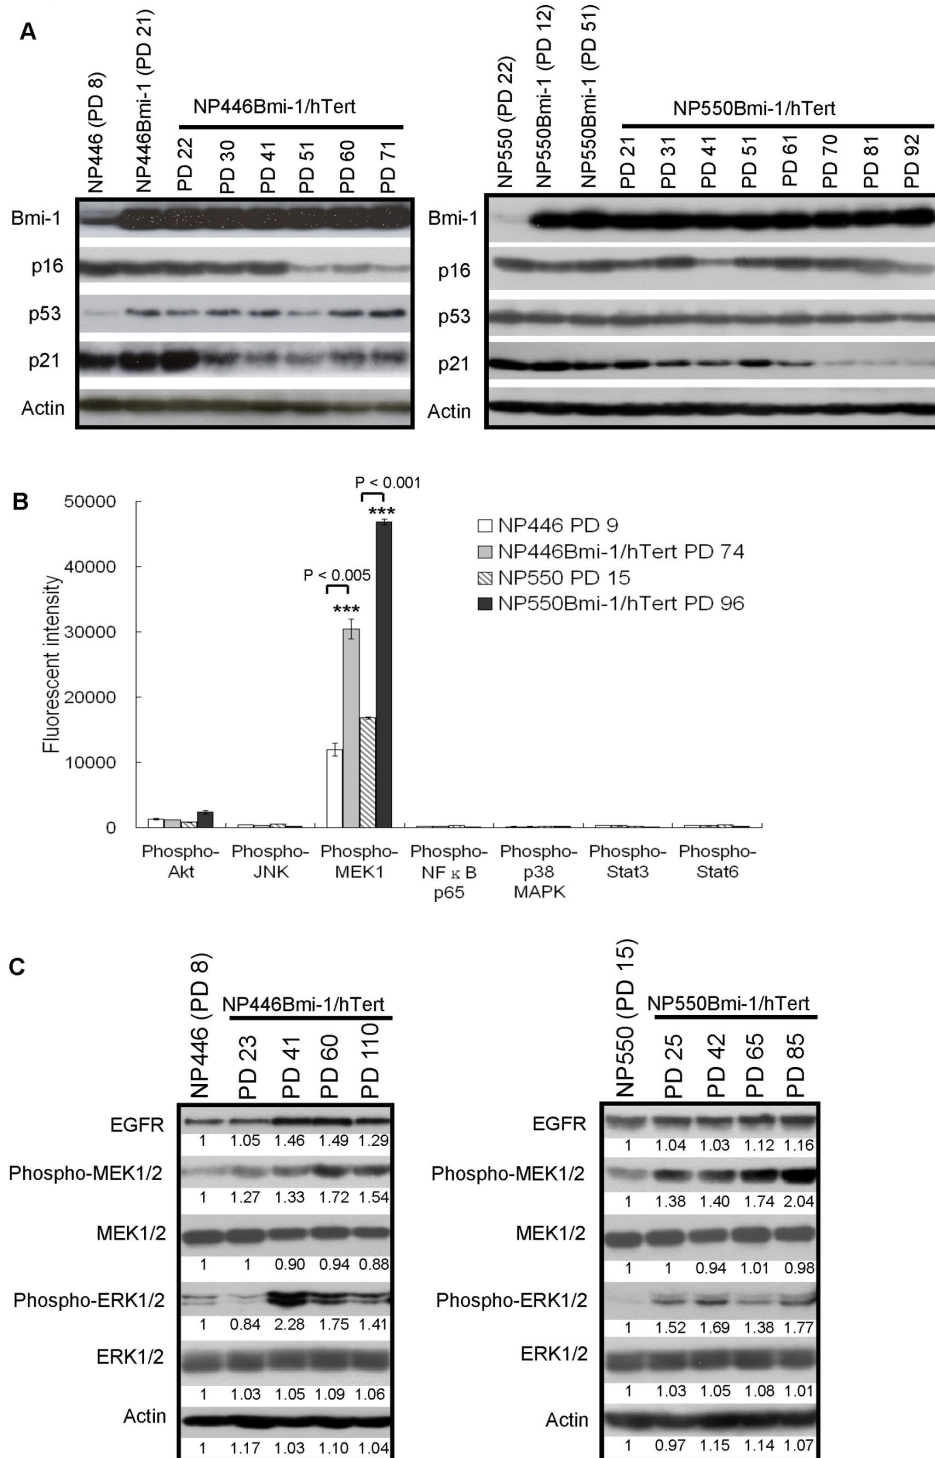 A
NP446 (PD 8)
NP446Bmi-1 (PD 21)
NP446Bmi-1/hTert
PD 22
PD 30
PD 41
PD 51
PD 60
PD 71
Bmi-1
p16
p53
p21
Actin
NP550 (PD 22)
NP550Bmi-1 (PD 12)
NP550Bmi-1 (PD 51)
NP550Bmi-1/hTert
PD 21
PD 31
PD 41
PD 51
PD 61
PD 70
PD 81
PD 92
Bmi-1
p16
p53
p21
Actin
B
Fluorescent intensity
50000
40000
30000
20000
10000
0
P < 0.005
***
P < 0.001
***
NP446 PD 9
NP446Bmi-1/hTert PD 74
NP550 PD 15
NP550Bmi-1/hTert PD 96
Phospho-
Akt
Phospho-
JNK
Phospho-
MEK1
Phospho-
NF κ B
p65
Phospho-
p38
MAPK
Phospho-
Stat3
Phospho-
Stat6
C
NP446 (PD 8)
NP446Bmi-1/hTert
PD 23
PD 41
PD 60
PD 110
EGFR
1 1.05 1.46 1.49 1.29
Phospho-MEK1/2
1 1.27 1.33 1.72 1.54
MEK1/2
1 1 0.90 0.94 0.88
Phospho-ERK1/2
1 0.84 2.28 1.75 1.41
ERK1/2
1 1.03 1.05 1.09 1.06
Actin
1 1.17 1.03 1.10 1.04
NP550 (PD 15)
NP550Bmi-1/hTert
PD 25
PD 42
PD 65
PD 85
EGFR
1 1.04 1.03 1.12 1.16
Phospho-MEK1/2
1 1.38 1.40 1.74 2.04
MEK1/2
1 1 0.94 1.01 0.98
Phospho-ERK1/2
1 1.52 1.69 1.38 1.77
ERK1/2
1 1.03 1.05 1.08 1.01
Actin
1 0.97 1.15 1.14 1.07